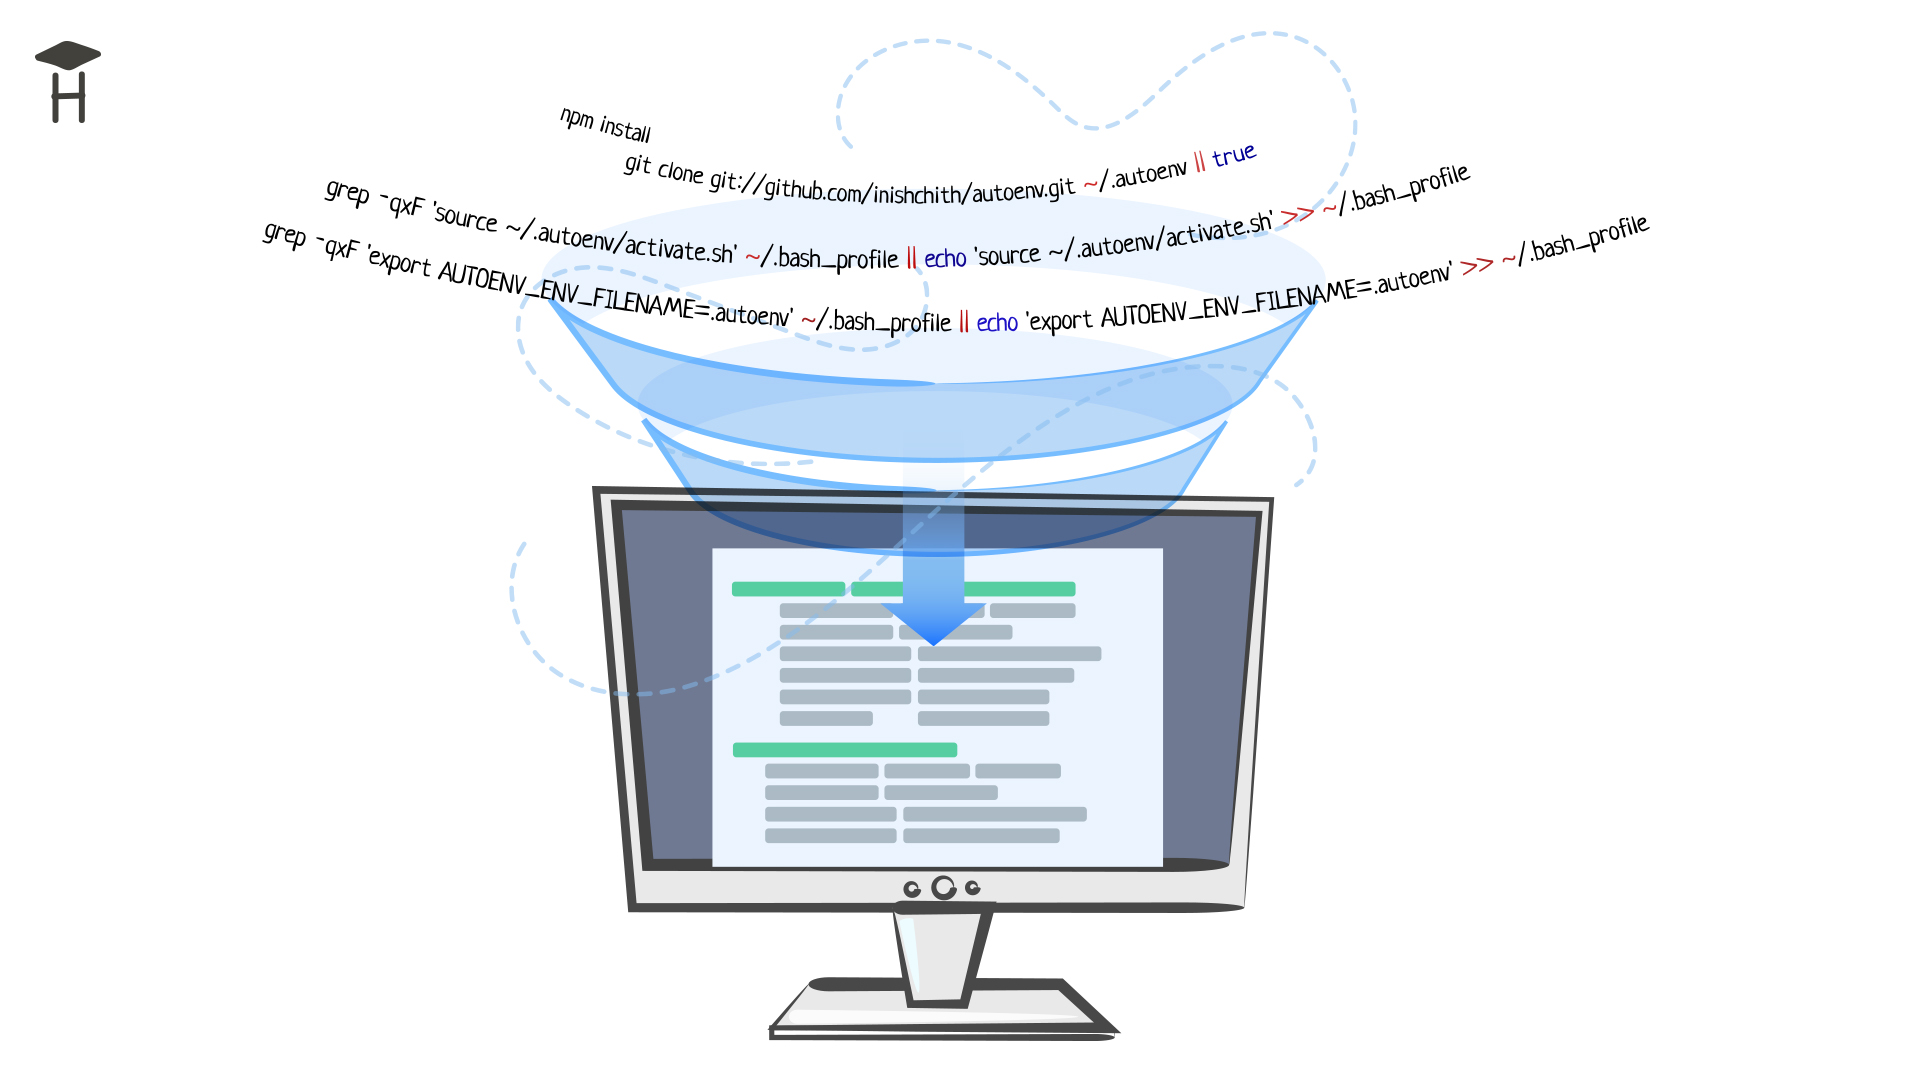 npm install
git clone git://github.com/inishchith/autoenv.git ~/.autoenv || true
grep -qxF 'source ~/.autoenv/activate.sh' ~/.bash_profile || echo 'source ~/.autoenv/activate.sh' >> ~/.bash_profile
grep -qxF 'export AUTOENV_ENV_FILENAME=.autoenv' ~/.bash_profile || echo 'export AUTOENV_ENV_FILENAME=.autoenv' >> ~/.bash_profile